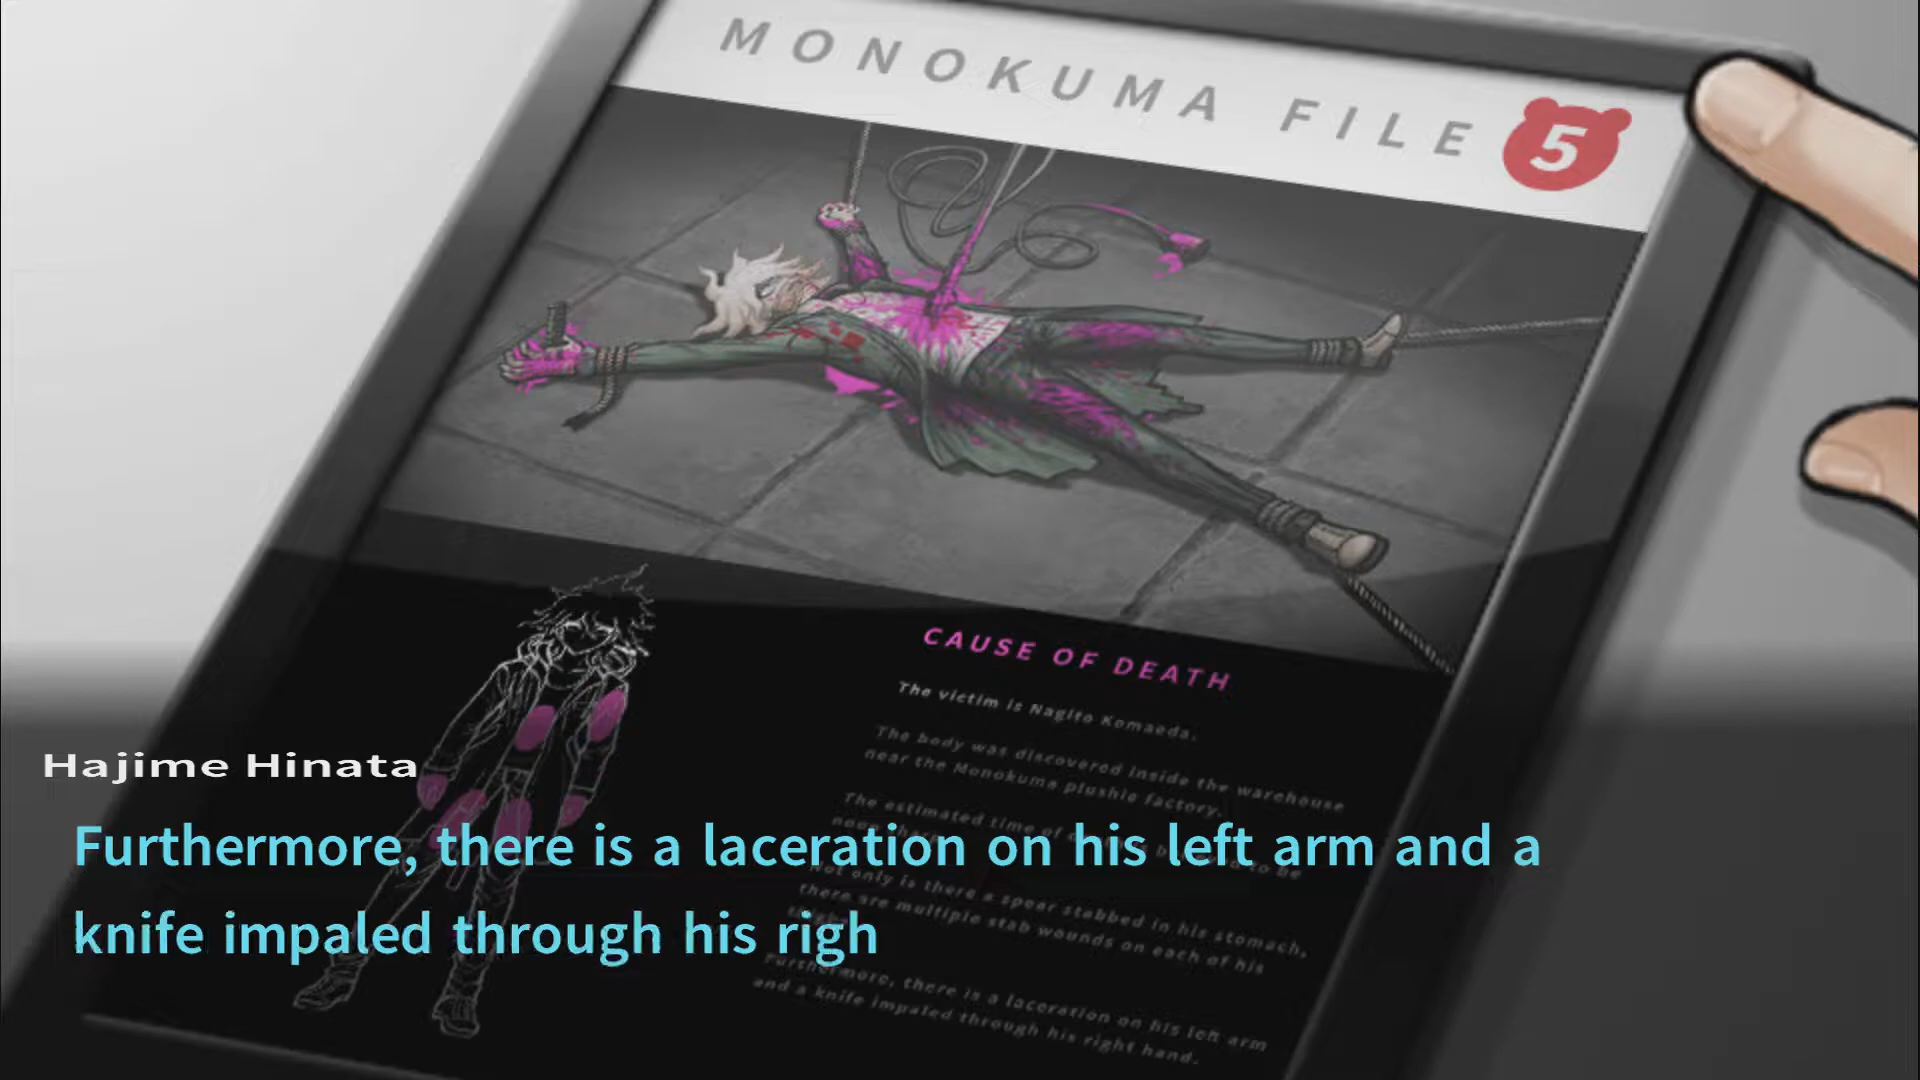 MONOKUMA FILE 5
CAUSE OF DEATH
The victim is Nagito Komaeda.
The body was discovered inside the warehouse
near the Monokuma plushie factory.
The estimated time of
to be
Not only is there a spear stabbed in his stomach,
there are multiple stab wounds on each of his
Furthermore, there is a laceration on his left arm
and a knife impaled through his right hand.
Hajime Hinata
Furthermore, there is a laceration on his left arm and a
knife impaled through his righ